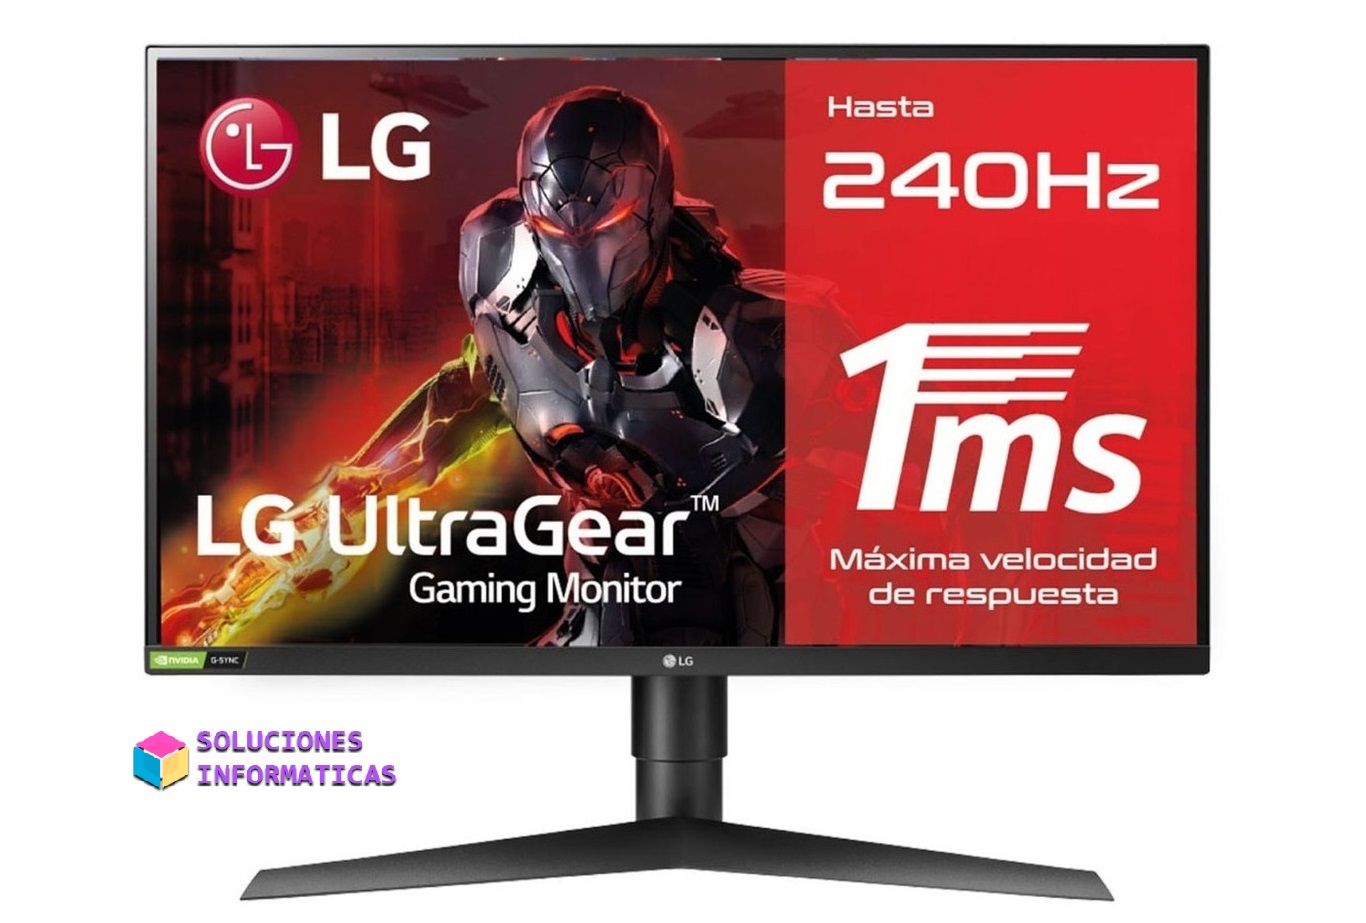 LG
Hasta
240Hz
1ms
LG UltraGear™
Gaming Monitor
Máxima velocidad
de respuesta
NVIDIA G-SYNC
LG
SOLUCIONES
INFORMATICAS